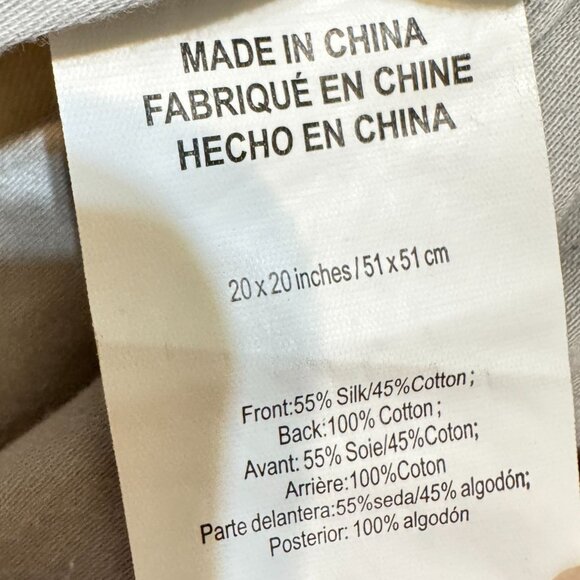 MADE IN CHINA
FABRIQUÉ EN CHINE
HECHO EN CHINA
20 x 20 inches / 51 x 51 cm
Front:55% Silk/45%Cotton ;
Back:100% Cotton ;
Avant: 55% Soie/45%Coton;
Arrière:100%Coton
Parte delantera:55%seda/45% algodón;
Posterior: 100% algodón